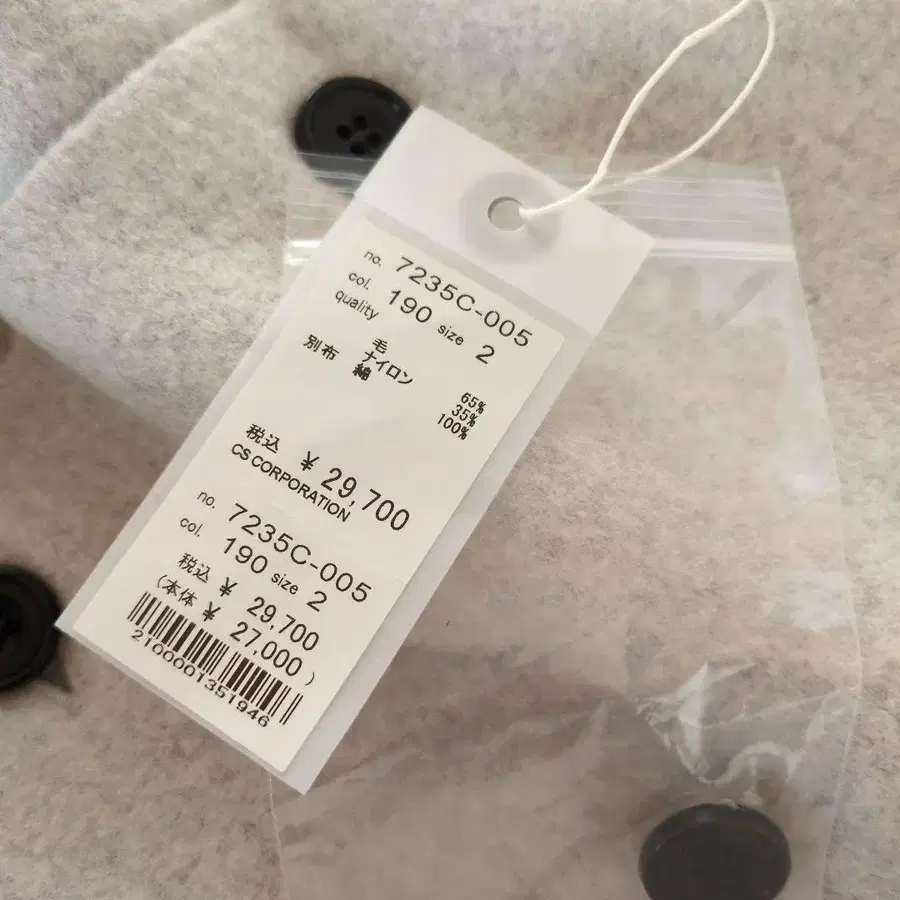 no. 7235C-005
col. 190 size 2
quality
毛 65%
ナイロン 35%
別布 綿 100%
税込 ¥ 29,700
CS CORPORATION
no. 7235C-005
col. 190 size 2
税込 ¥ 29,700
(本体 ¥ 27,000)
2100001351946